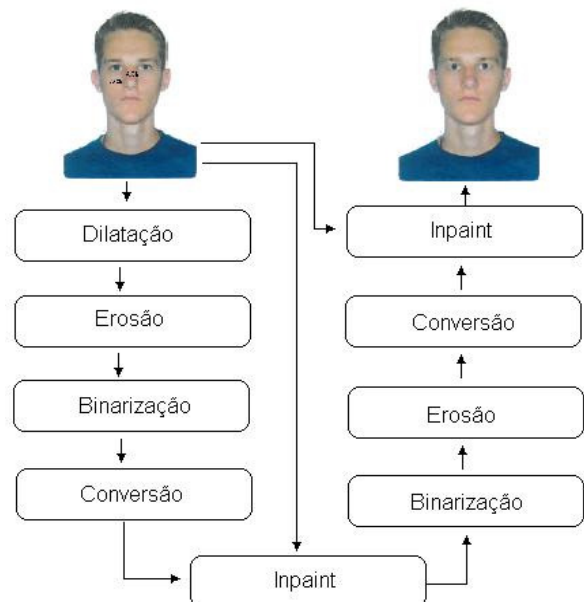 Dilatação
Erosão
Binarização
Conversão
Inpaint
Binarização
Erosão
Conversão
Inpaint